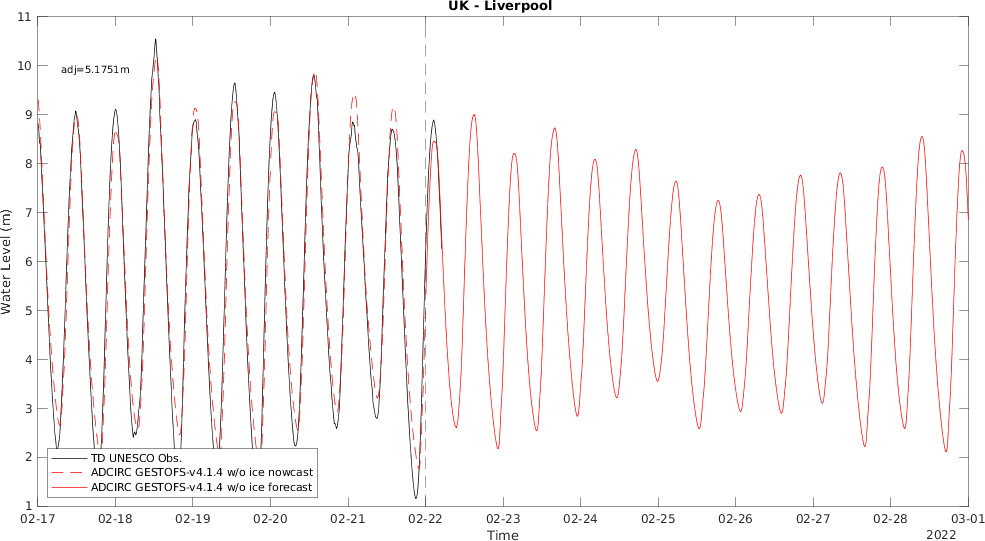 UK - Liverpool
11
10
9
8
7
6
5
4
3
2
1
Water Level (m)
adj=5.1751m
TD UNESCO Obs.
ADCIRC GESTOFS-v4.1.4 w/o ice nowcast
ADCIRC GESTOFS-v4.1.4 w/o ice forecast
02-17 02-18 02-19 02-20 02-21 02-22 02-23 02-24 02-25 02-26 02-27 02-28 03-01
Time
2022